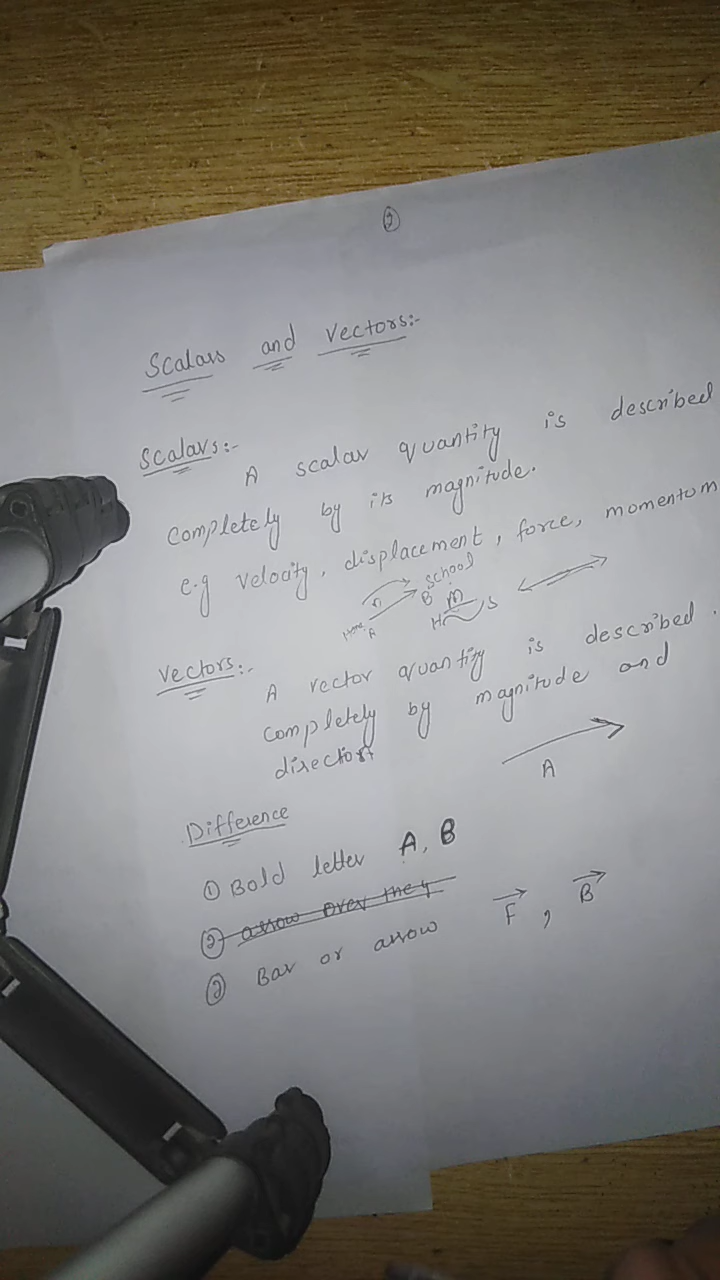 2
Scalars and Vectors:-
Scalars:-
A scalar quantity is described
completely by its magnitude.
e.g velocity, displacement, force, momentum
School
Home A B
H m S
Vectors:-
A vector quantity is described
completely by magnitude and
direction
A
Difference
① Bold letter A, B
② arrow over the
② Bar or arrow F, B